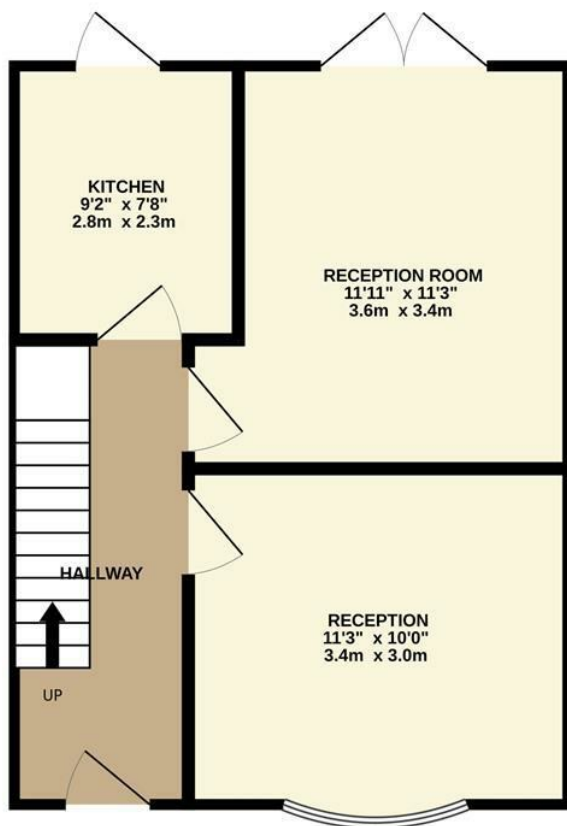 KITCHEN
9'2" x 7'8"
2.8m x 2.3m
RECEPTION ROOM
11'11" x 11'3"
3.6m x 3.4m
HALLWAY
RECEPTION
11'3" x 10'0"
3.4m x 3.0m
UP